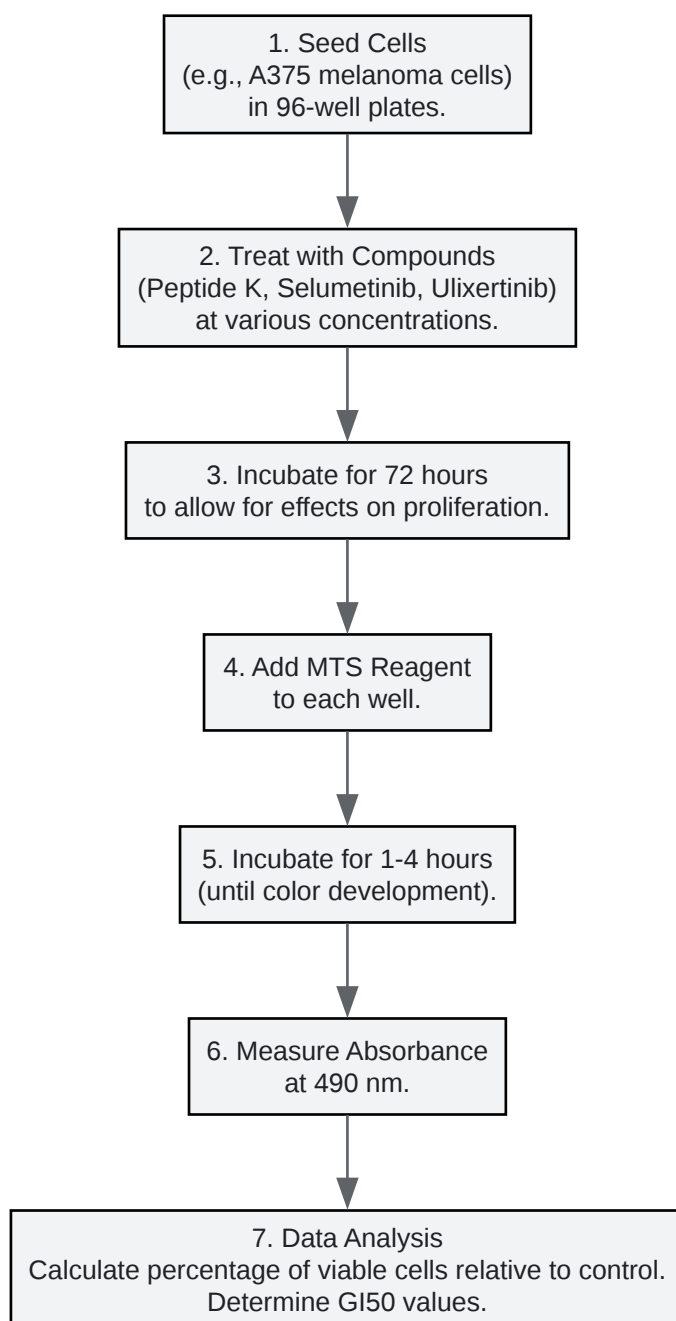 1. Seed Cells
(e.g., A375 melanoma cells)
in 96-well plates.
2. Treat with Compounds
(Peptide K, Selumetinib, Ulixertinib)
at various concentrations.
3. Incubate for 72 hours
to allow for effects on proliferation.
4. Add MTS Reagent
to each well.
5. Incubate for 1-4 hours
(until color development).
6. Measure Absorbance
at 490 nm.
7. Data Analysis
Calculate percentage of viable cells relative to control.
Determine GI50 values.